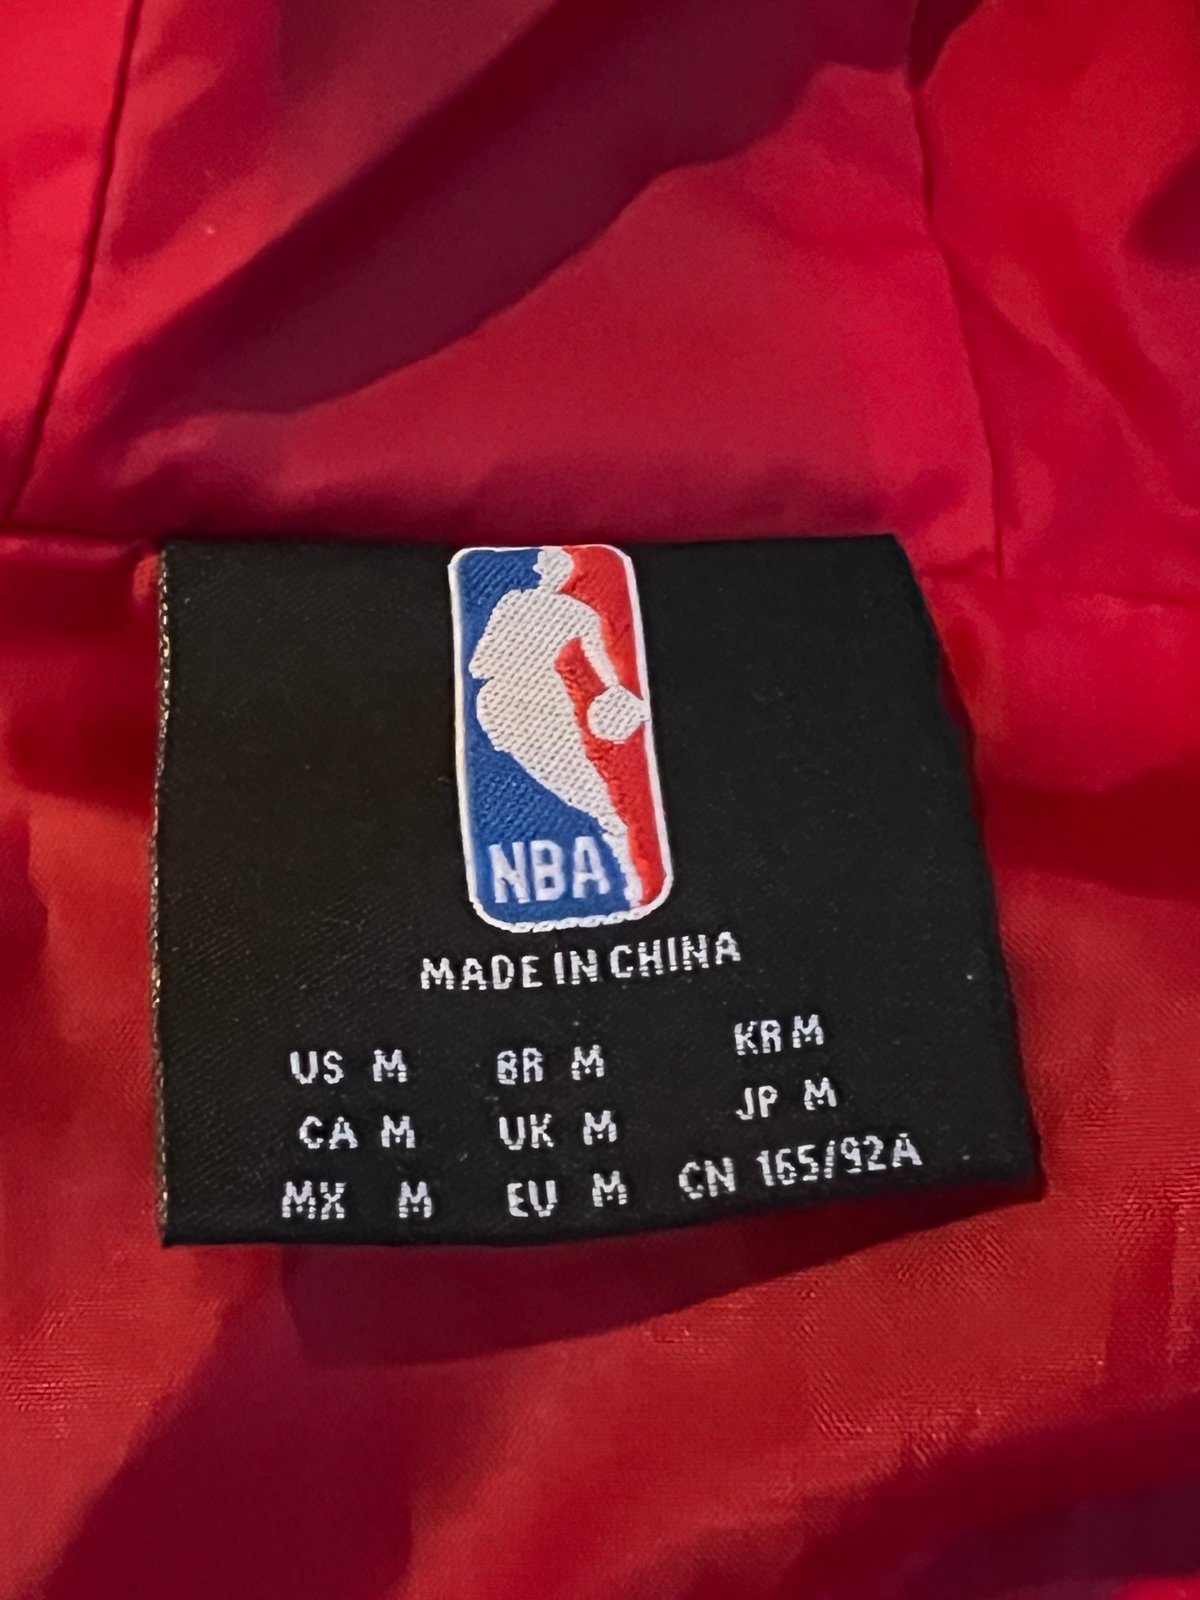 NBA
MADE IN CHINA
US M BR M KR M
CA M UK M JP M
MX M EU M CN 165/92A